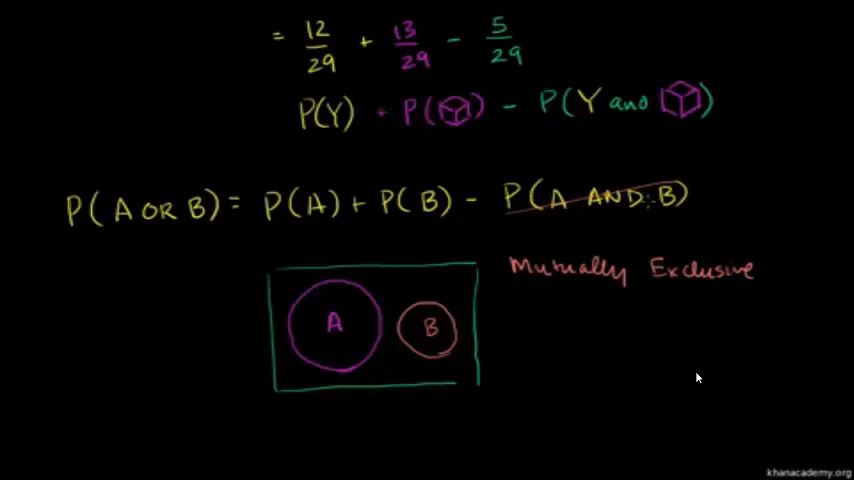 = 12/29 + 13/29 - 5/29
P(Y) + P( ) - P(Y and )
P(A OR B) = P(A) + P(B) - P(A AND B)
Mutually Exclusive
A B
khanacademy.org